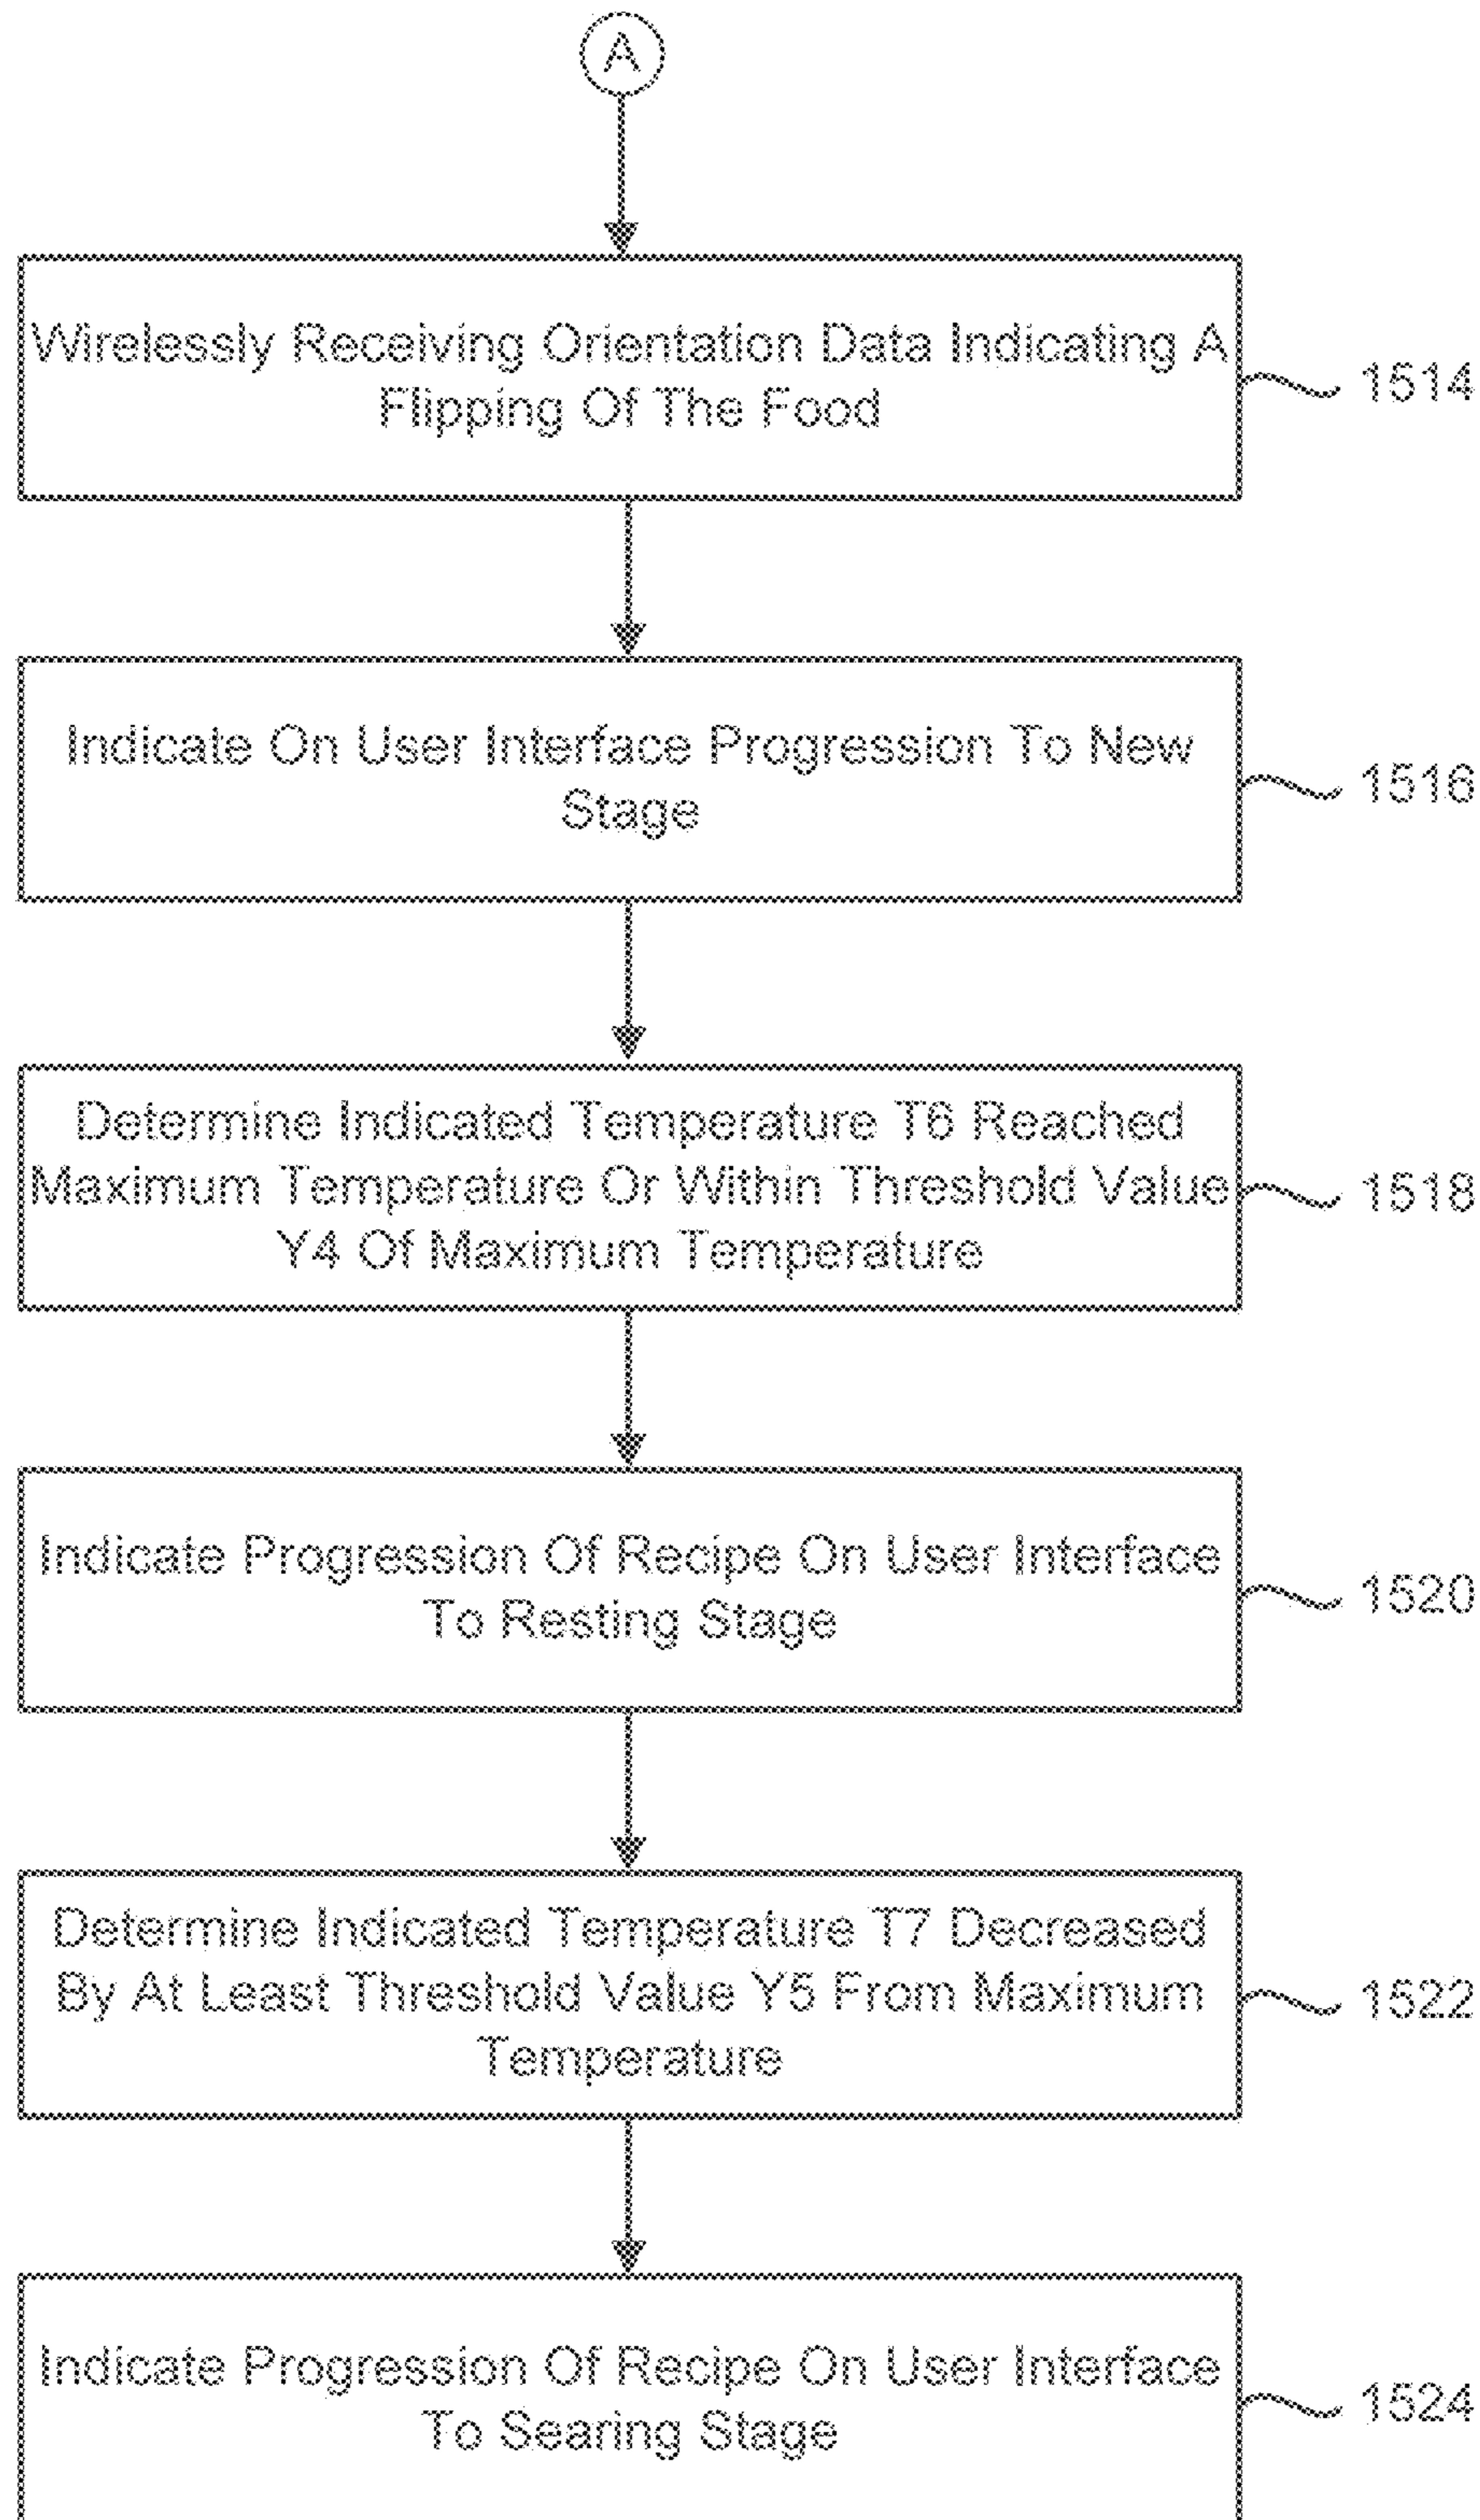 A
Wirelessly Receiving Orientation Data Indicating A
Flipping Of The Food
1514
Indicate On User Interface Progression To New
Stage
1516
Determine Indicated Temperature T6 Reached
Maximum Temperature Or Within Threshold Value
Y4 Of Maximum Temperature
1518
Indicate Progression Of Recipe On User Interface
To Resting Stage
1520
Determine Indicated Temperature T7 Decreased
By At Least Threshold Value Y5 From Maximum
Temperature
1522
Indicate Progression Of Recipe On User Interface
To Searing Stage
1524